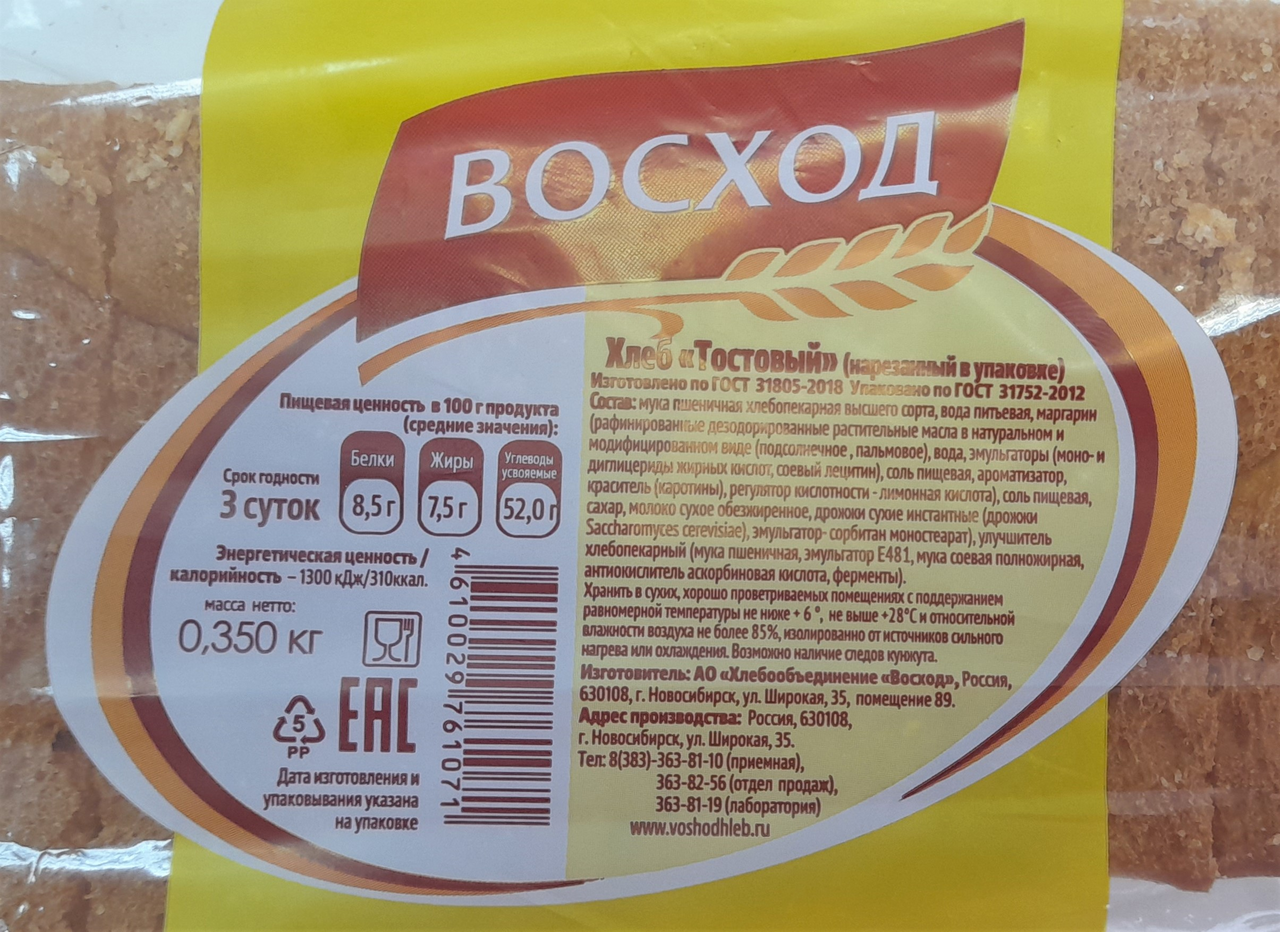 ВОСХОД
Пищевая ценность в 100 г продукта
(средние значения):
Срок годности
3 суток
Белки
8,5 г
Жиры
7,5 г
Углеводы
усвояемые
52,0 г
Энергетическая ценность /
калорийность – 1300 кДж/310ккал.
масса нетто:
0,350 кг
5
PP
EAC
Дата изготовления и
упаковывания указана
на упаковке
4 610029 761071
Хлеб «Тостовый» (нарезанный в упаковке)
Изготовлено по ГОСТ 31805-2018 Упаковано по ГОСТ 31752-2012
Состав: мука пшеничная хлебопекарная высшего сорта, вода питьевая, маргарин
(рафинированные дезодорированные растительные масла в натуральном и
модифицированном виде (подсолнечное , пальмовое), вода, эмульгаторы (моно- и
диглицериды жирных кислот, соевый лецитин), соль пищевая, ароматизатор,
краситель (каротины), регулятор кислотности - лимонная кислота), соль пищевая,
сахар, молоко сухое обезжиренное, дрожжи сухие инстантные (дрожжи
Saccharomyces cerevisiae), эмульгатор- сорбитан моностеарат), улучшитель
хлебопекарный (мука пшеничная, эмульгатор Е481, мука соевая полножирная,
антиокислитель аскорбиновая кислота, ферменты).
Хранить в сухих, хорошо проветриваемых помещениях с поддержанием
равномерной температуры не ниже + 6 °, не выше +28°С и относительной
влажности воздуха не более 85%, изолированно от источников сильного
нагрева или охлаждения. Возможно наличие следов кунжута.
Изготовитель: АО «Хлебообъединение «Восход», Россия,
630108, г. Новосибирск, ул. Широкая, 35, помещение 89.
Адрес производства: Россия, 630108,
г. Новосибирск, ул. Широкая, 35.
Тел: 8(383)-363-81-10 (приемная),
363-82-56 (отдел продаж),
363-81-19 (лаборатория)
www.voshodhleb.ru